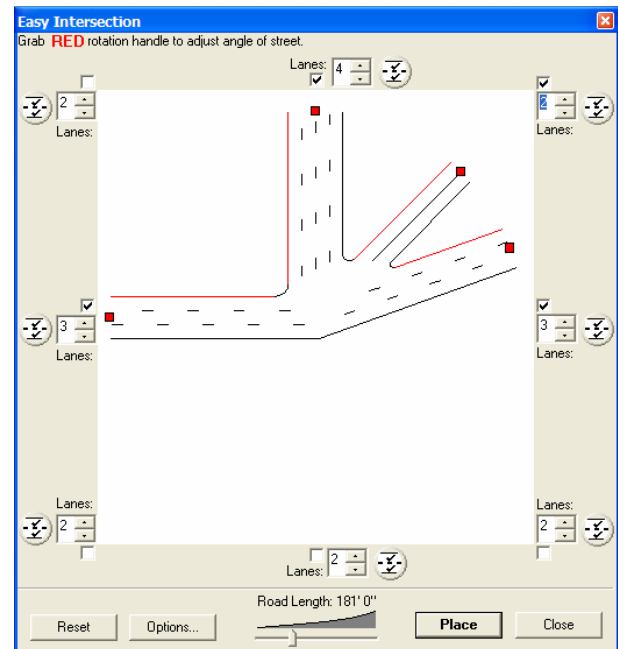 Easy Intersection
Grab RED rotation handle to adjust angle of street.
Lanes: 4
2
Lanes:
2
Lanes:
3
Lanes:
3
Lanes:
Lanes:
2
Lanes:
2
Lanes: 2
Road Length: 181' 0"
Reset
Options...
Place
Close